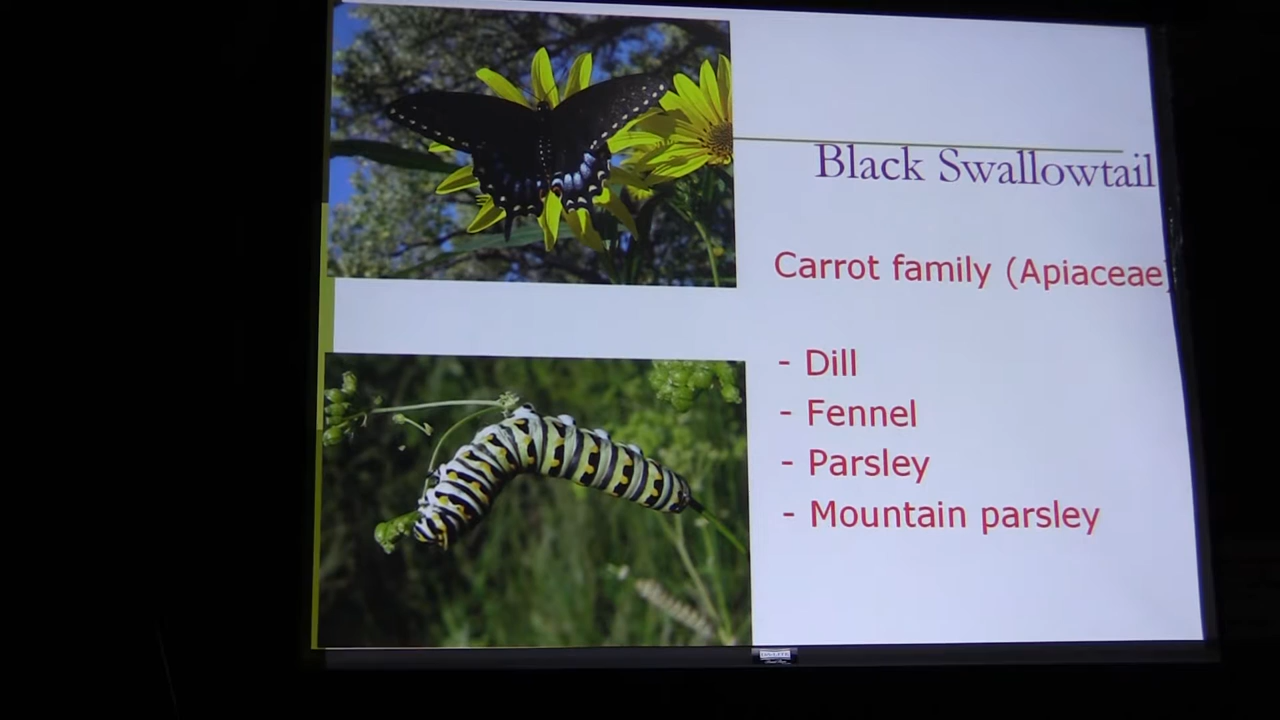 Black Swallowtail
Carrot family (Apiaceae)
- Dill
- Fennel
- Parsley
- Mountain parsley